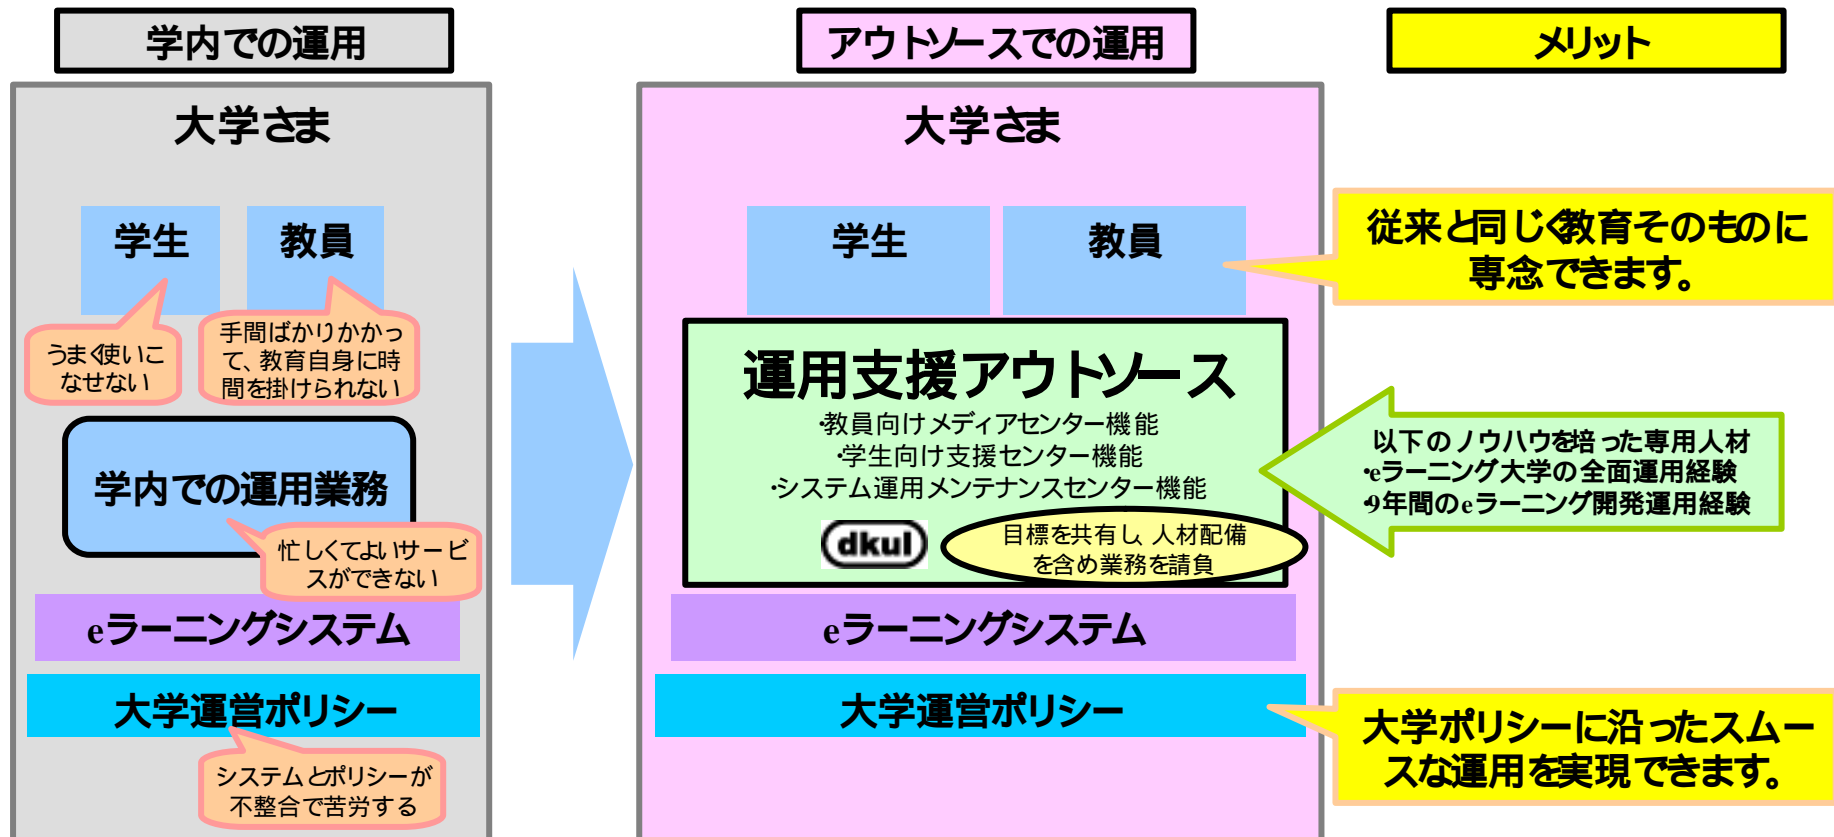 学内での運用
アウトソースでの運用
メリット
大学さま
学生
教員
うまく使いこ
なせない
手間ばかりかかっ
て、教育自身に時
間を掛けられない
学内での運用業務
忙しくてよいサービ
スができない
eラーニングシステム
大学運営ポリシー
システムとポリシーが
不整合で苦労する
大学さま
学生
教員
運用支援アウトソース
・教員向けメディアセンター機能
・学生向け支援センター機能
・システム運用メンテナンスセンター機能
dkul
目標を共有し、人材配備
を含め業務を請負
eラーニングシステム
大学運営ポリシー
従来と同じく教育そのものに
専念できます。
以下のノウハウを培った専用人材
・eラーニング大学の全面運用経験
・9年間のeラーニング開発運用経験
大学ポリシーに沿ったスムー
スな運用を実現できます。